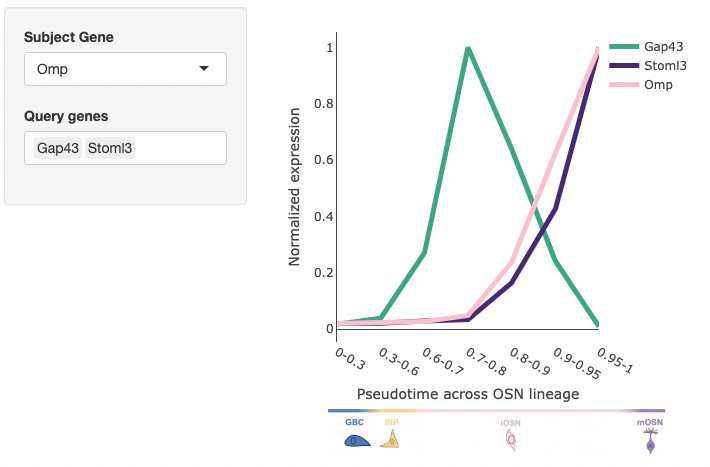 Subject Gene
Omp
Query genes
Gap43 Stoml3
Gap43
Stoml3
Omp
Normalized expression
1
0.8
0.6
0.4
0.2
0
0-0.3
0.3-0.6
0.6-0.7
0.7-0.8
0.8-0.9
0.9-0.95
0.95-1
Pseudotime across OSN lineage
GBC
INP
iOSN
mOSN